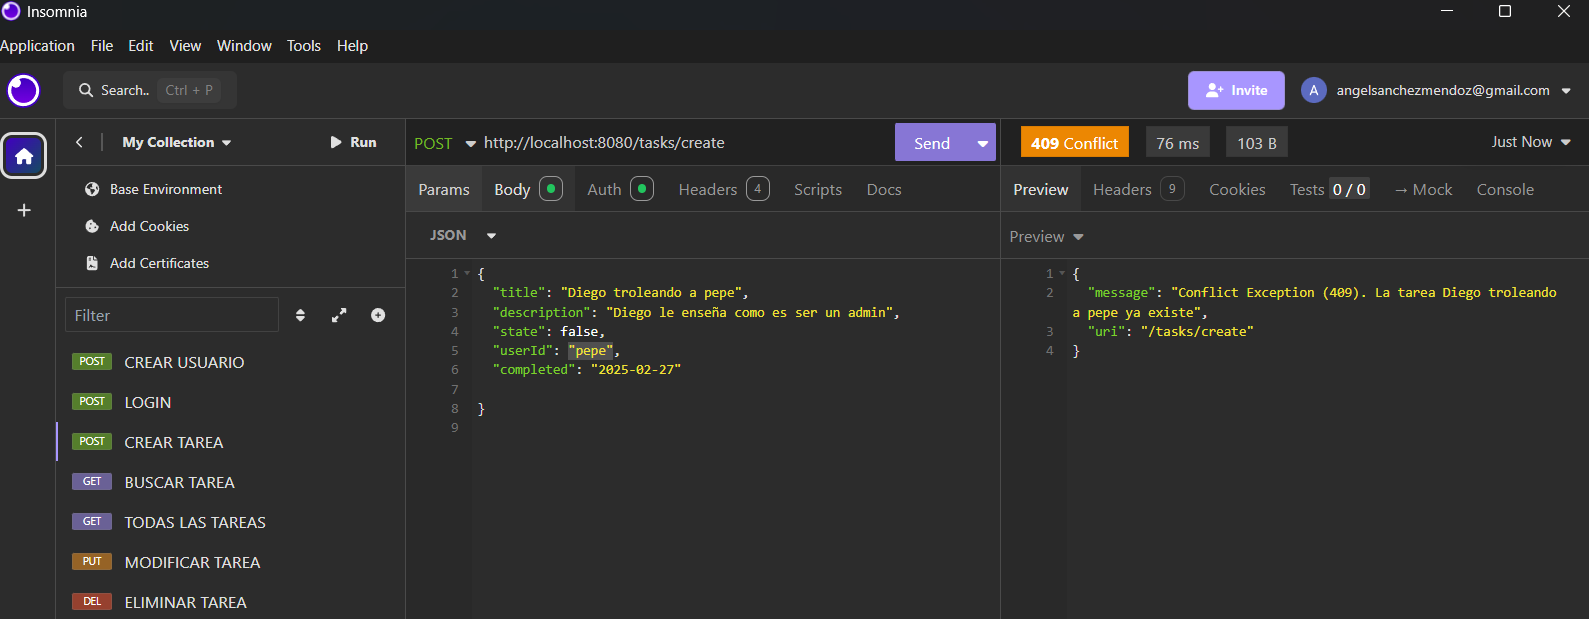 Insomnia
Application File Edit View Window Tools Help
Search.. Ctrl + P
Invite
A angelsanchezmendoz@gmail.com
My Collection
Run
Base Environment
Add Cookies
Add Certificates
Filter
POST CREAR USUARIO
POST LOGIN
POST CREAR TAREA
GET BUSCAR TAREA
GET TODAS LAS TAREAS
PUT MODIFICAR TAREA
DEL ELIMINAR TAREA
POST http://localhost:8080/tasks/create
Send
Params Body Auth Headers 4 Scripts Docs
JSON
1 {
2 "title": "Diego troleando a pepe",
3 "description": "Diego le enseña como es ser un admin",
4 "state": false,
5 "userId": "pepe",
6 "completed": "2025-02-27"
7
8 }
9
409 Conflict 76 ms 103 B Just Now
Preview Headers 9 Cookies Tests 0 / 0 → Mock Console
Preview
1 {
2 "message": "Conflict Exception (409). La tarea Diego troleando
a pepe ya existe",
3 "uri": "/tasks/create"
4 }